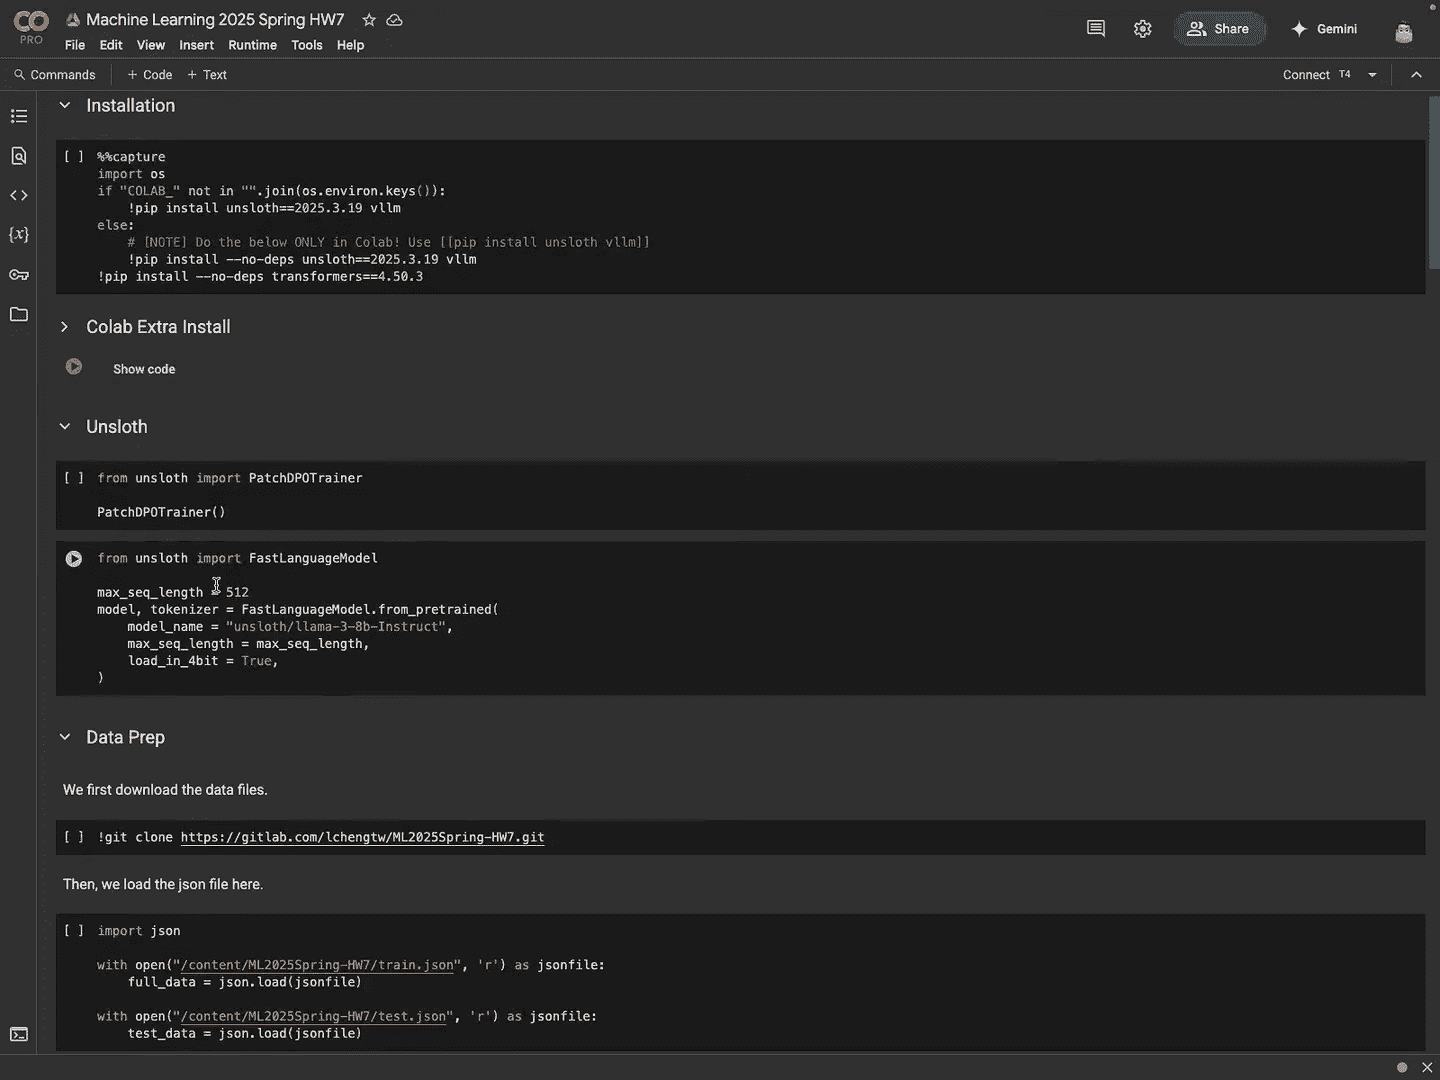 CO
PRO
Machine Learning 2025 Spring HW7
File Edit View Insert Runtime Tools Help
Share
Gemini
Commands
+ Code + Text
Connect T4
Installation
[ ] %%capture
import os
if "COLAB_" not in "".join(os.environ.keys()):
    !pip install unsloth==2025.3.19 vllm
else:
    # [NOTE] Do the below ONLY in Colab! Use [[pip install unsloth vllm]]
    !pip install --no-deps unsloth==2025.3.19 vllm
!pip install --no-deps transformers==4.50.3
Colab Extra Install
Show code
Unsloth
[ ] from unsloth import PatchDPOTrainer
PatchDPOTrainer()
from unsloth import FastLanguageModel
max_seq_length = 512
model, tokenizer = FastLanguageModel.from_pretrained(
    model_name = "unsloth/llama-3-8b-Instruct",
    max_seq_length = max_seq_length,
    load_in_4bit = True,
)
Data Prep
We first download the data files.
[ ] !git clone https://gitlab.com/lchengtw/ML2025Spring-HW7.git
Then, we load the json file here.
[ ] import json
with open("/content/ML2025Spring-HW7/train.json", 'r') as jsonfile:
    full_data = json.load(jsonfile)
with open("/content/ML2025Spring-HW7/test.json", 'r') as jsonfile:
    test_data = json.load(jsonfile)